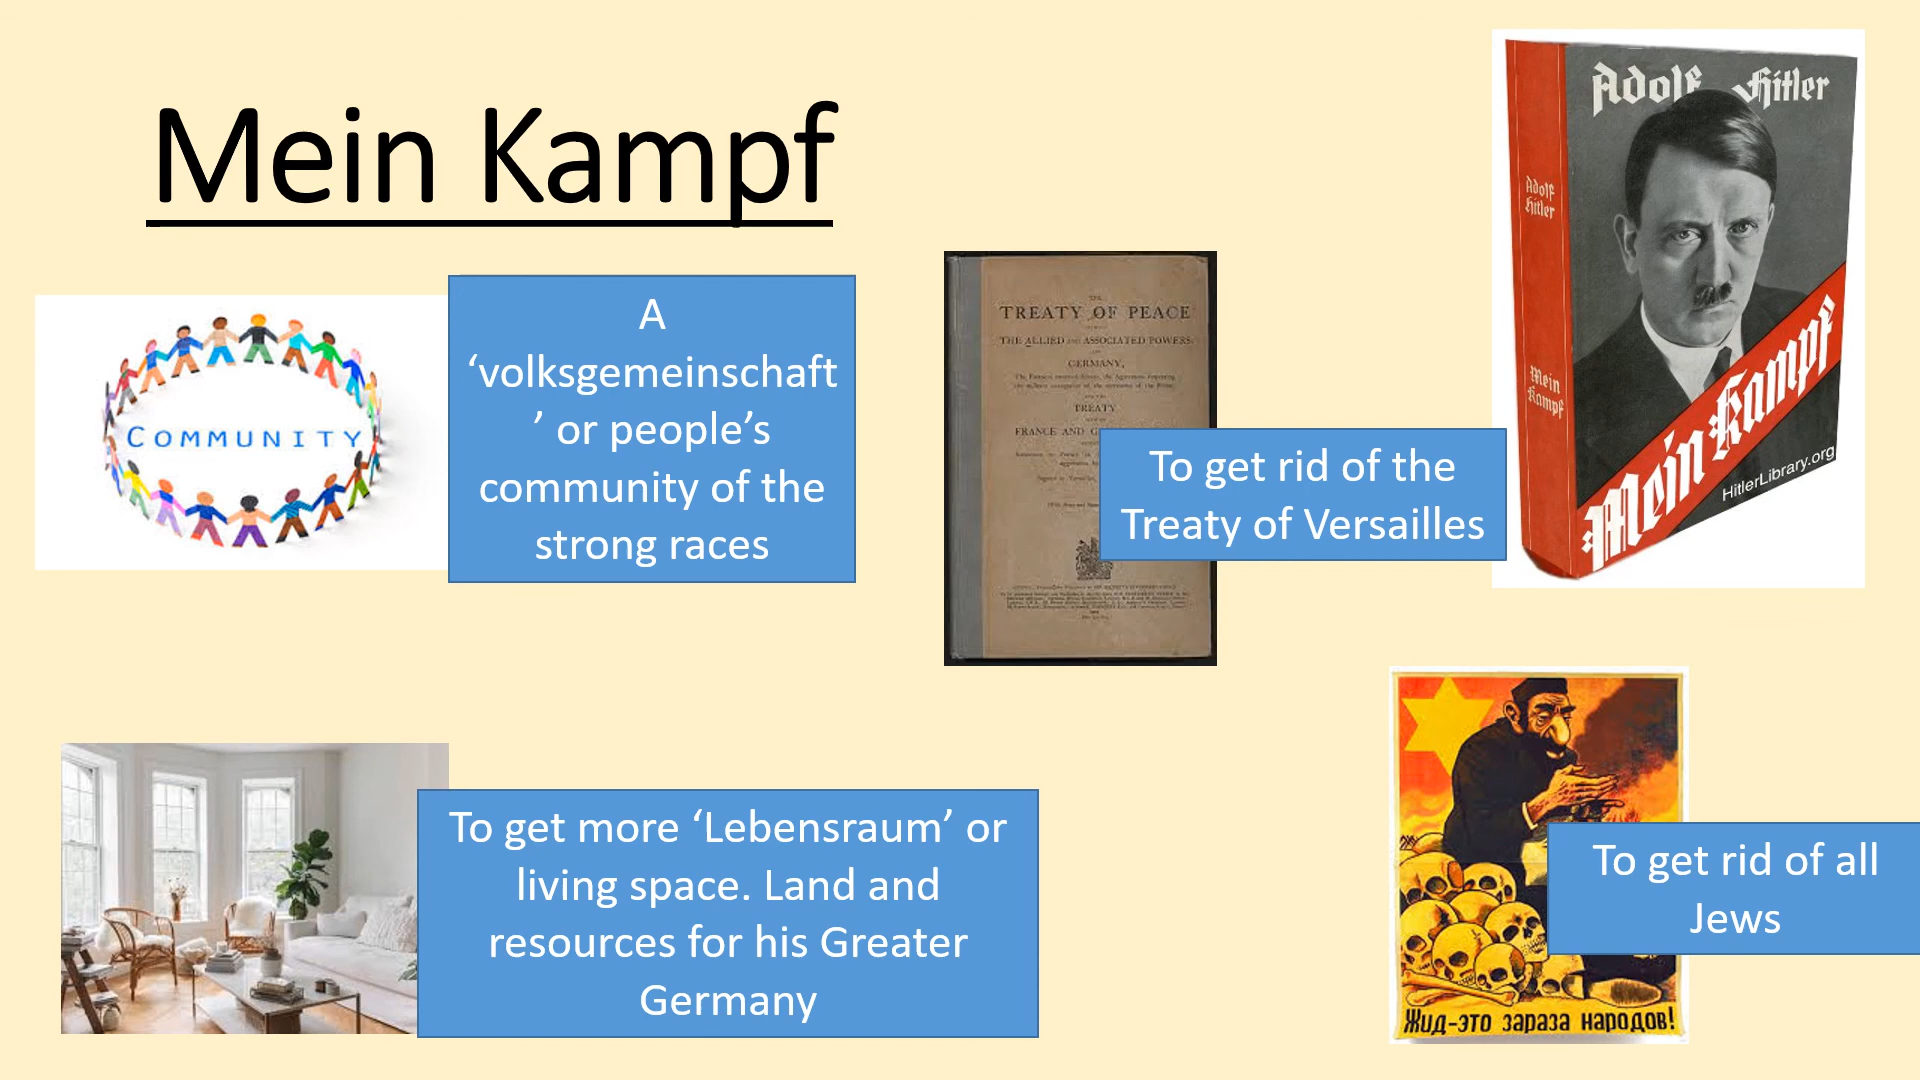 Mein Kampf
COMMUNITY
A
‘volksgemeinschaft
’ or people’s
community of the
strong races
THE
TREATY OF PEACE
BETWEEN
THE ALLIED AND ASSOCIATED POWERS
AND
GERMANY,
TREATY
FRANCE AND G
To get rid of the
Treaty of Versailles
Adolf Hitler
Adolf
Hitler
Mein
Kampf
Mein Kampf
HitlerLibrary.org
To get more ‘Lebensraum’ or
living space. Land and
resources for his Greater
Germany
To get rid of all
Jews
Жид-это зараза народов!